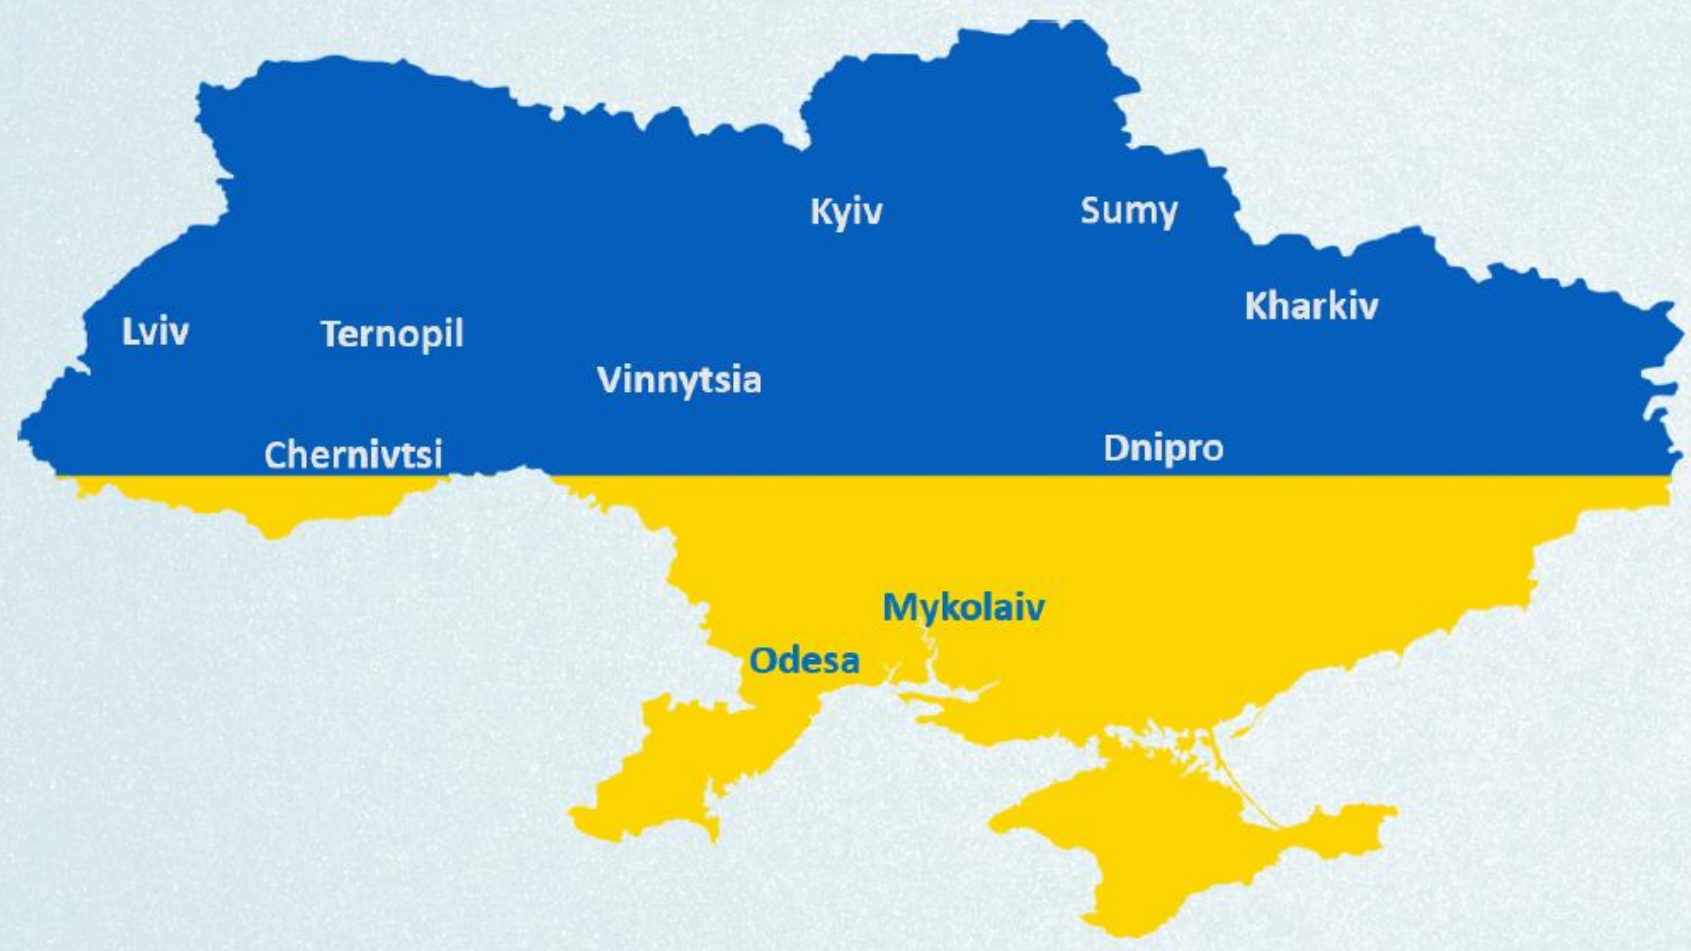 Kyiv
Sumy
Kharkiv
Lviv
Ternopil
Vinnytsia
Chernivtsi
Dnipro
Mykolaiv
Odesa